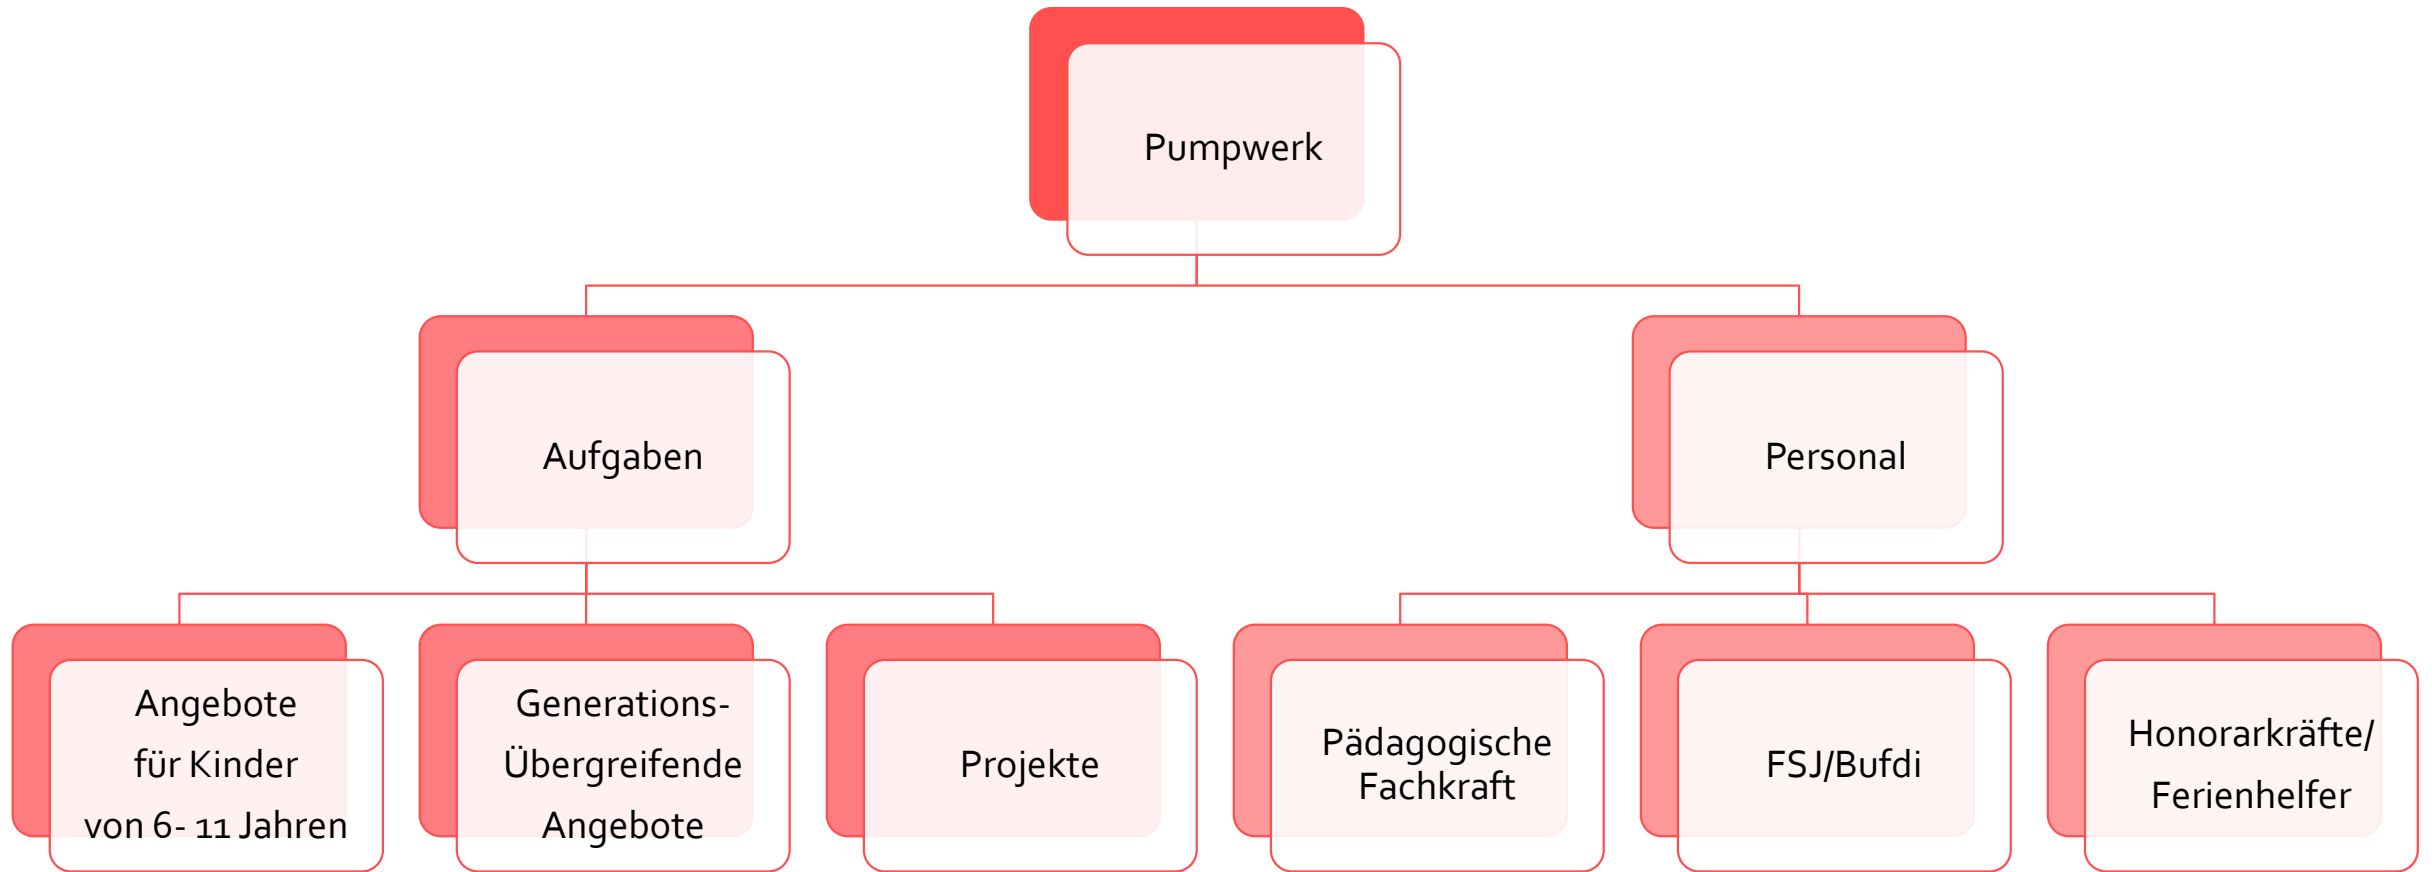 Pumpwerk
Aufgaben
Personal
Angebote
für Kinder
von 6- 11 Jahren
Generations-
Übergreifende
Angebote
Projekte
Pädagogische
Fachkraft
FSJ/Bufdi
Honorarkräfte/
Ferienhelfer